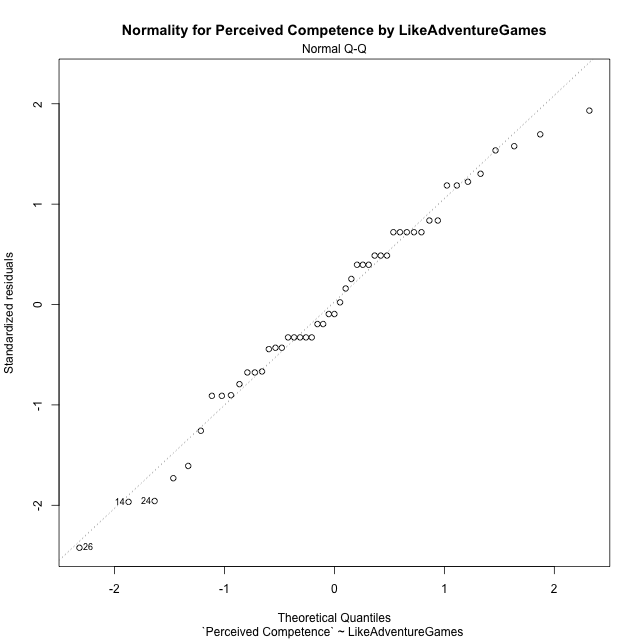 Normality for Perceived Competence by LikeAdventureGames
Normal Q-Q
2
1
0
-1
-2
Standardized residuals
14
24
26
-2 -1 0 1 2
Theoretical Quantiles
`Perceived Competence` ~ LikeAdventureGames